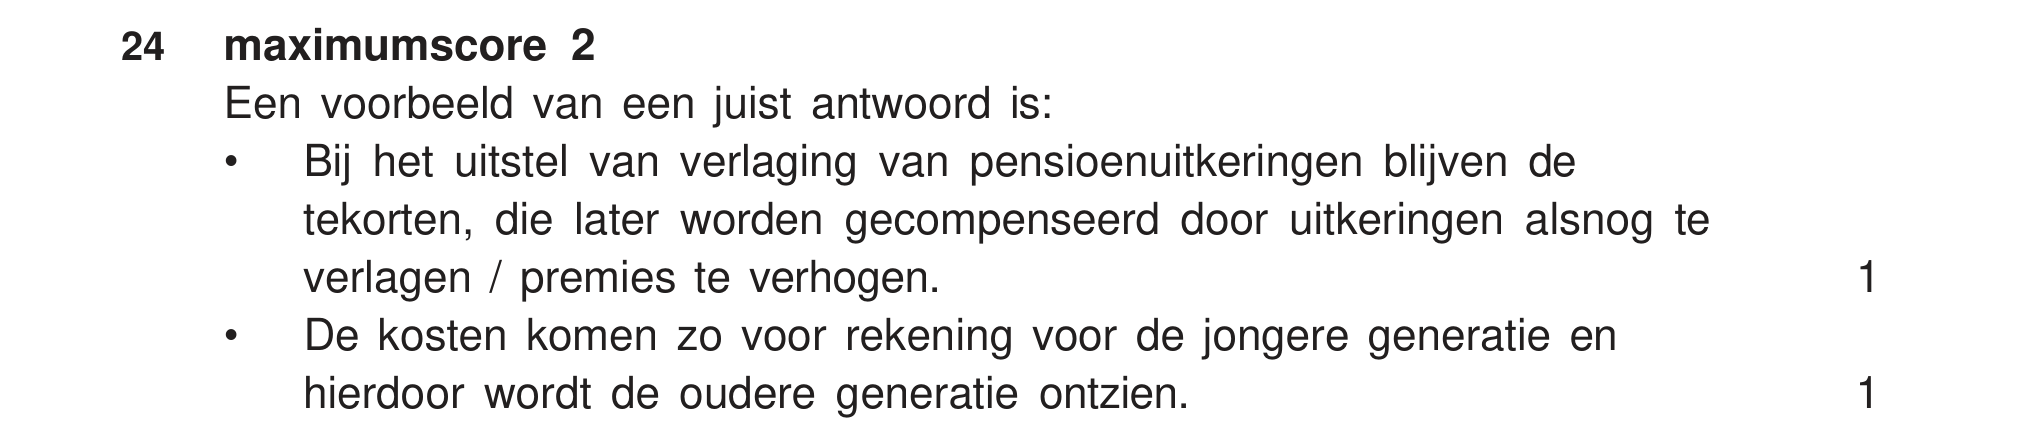 24 maximumscore 2
Een voorbeeld van een juist antwoord is:
• Bij het uitstel van verlaging van pensioenuitkeringen blijven de
tekorten, die later worden gecompenseerd door uitkeringen alsnog te
verlagen / premies te verhogen. 1
• De kosten komen zo voor rekening voor de jongere generatie en
hierdoor wordt de oudere generatie ontzien. 1